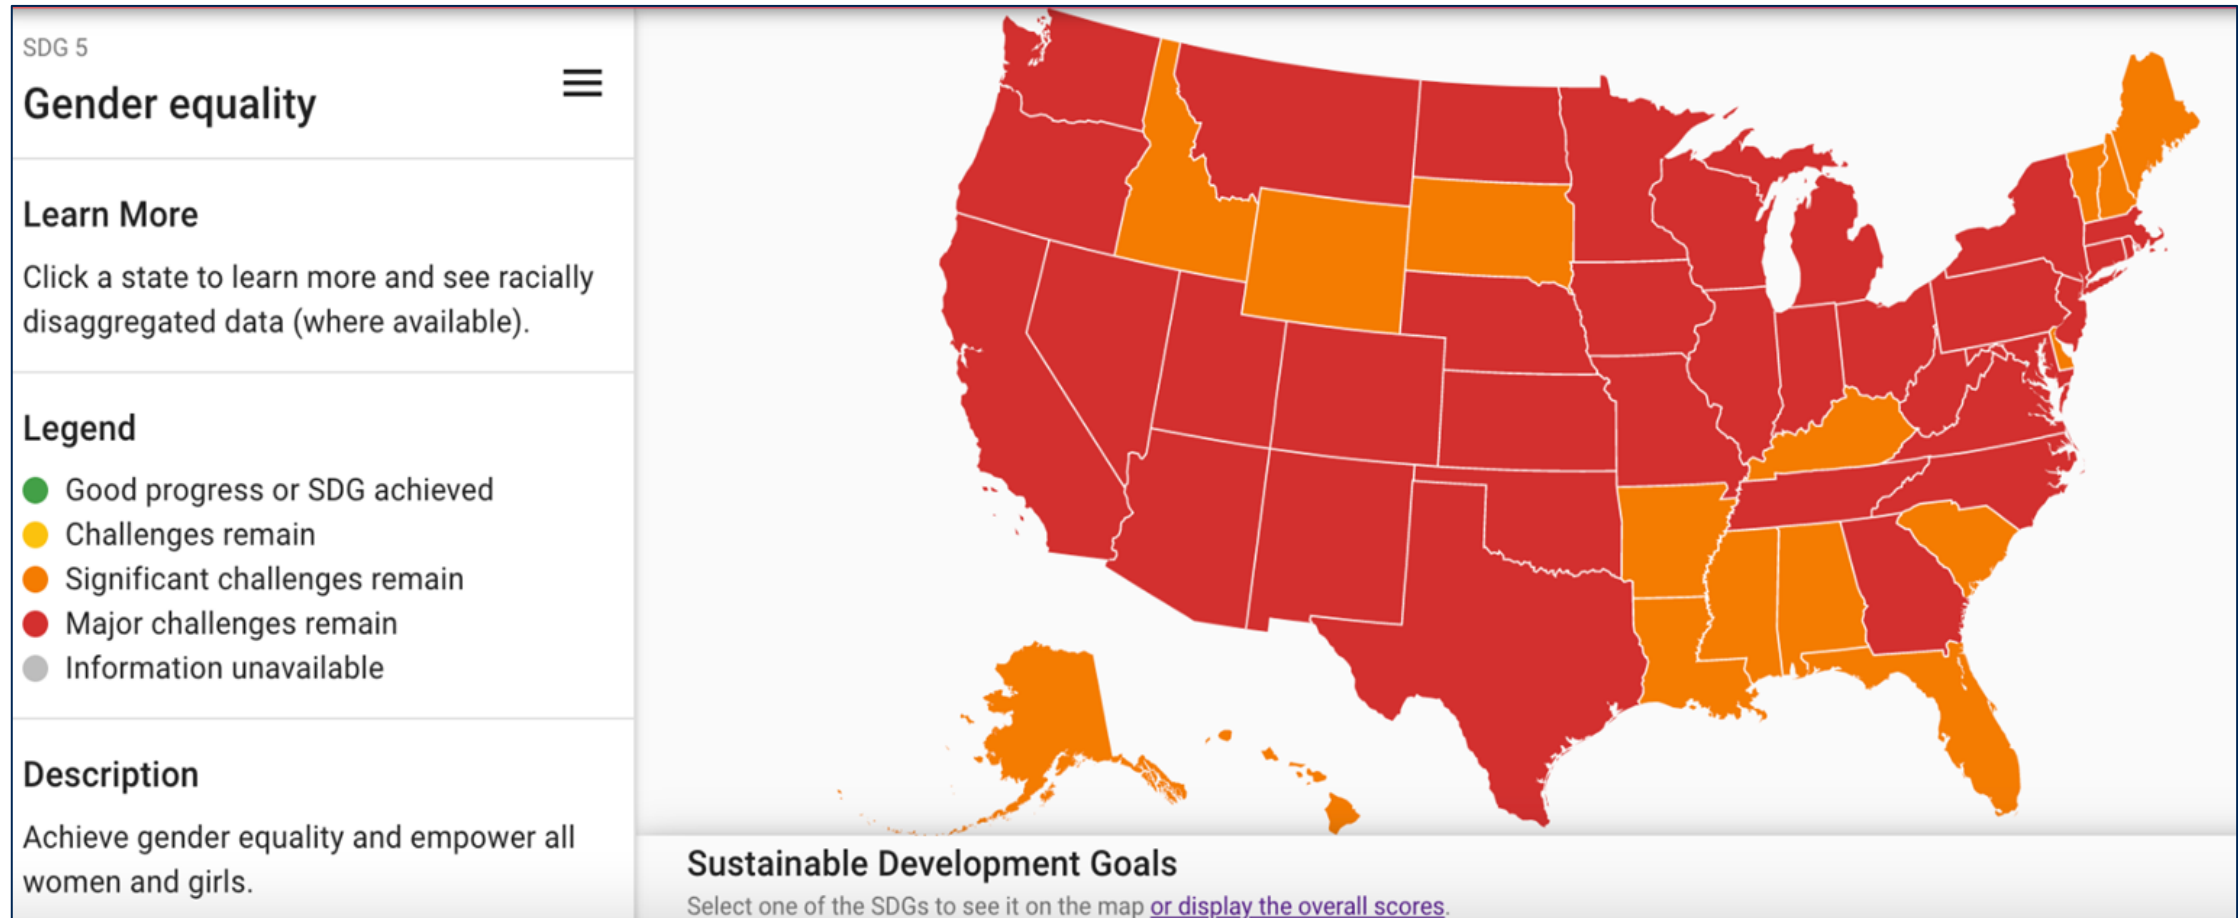 SDG 5
Gender equality
Learn More
Click a state to learn more and see racially
disaggregated data (where available).
Legend
Good progress or SDG achieved
Challenges remain
Significant challenges remain
Major challenges remain
Information unavailable
Description
Achieve gender equality and empower all
women and girls.
Sustainable Development Goals
Select one of the SDGs to see it on the map or display the overall scores.